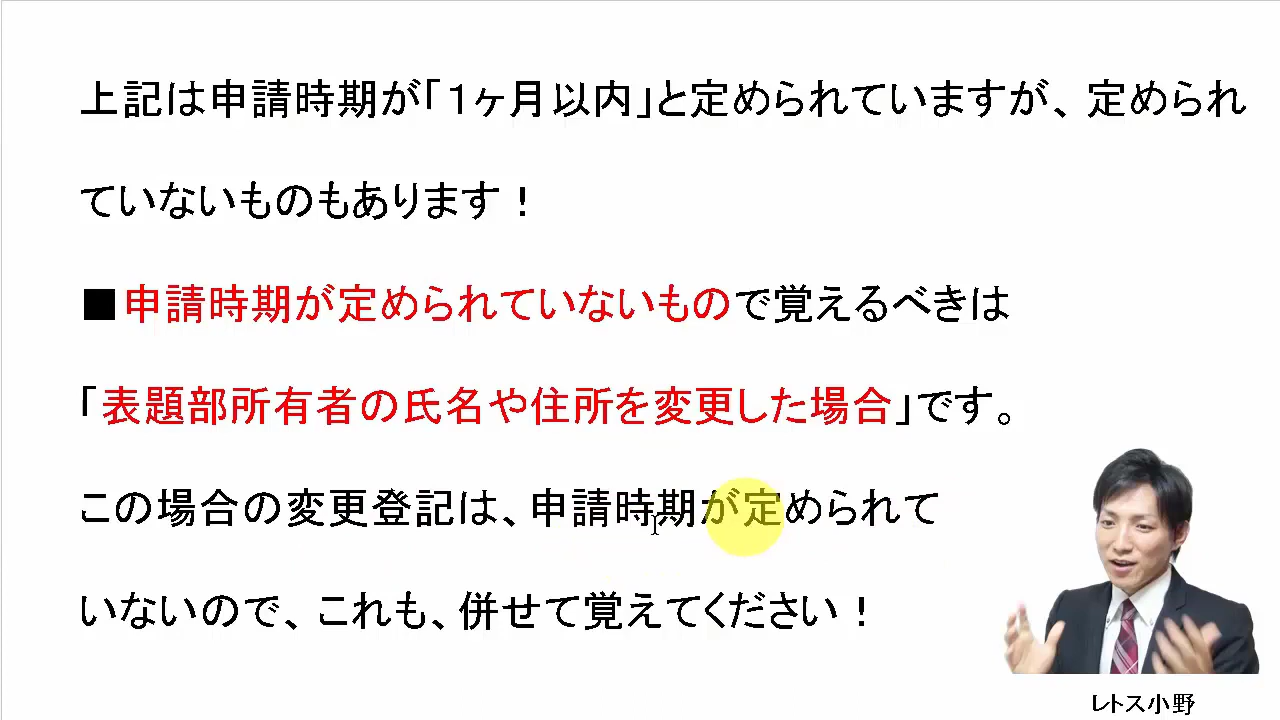 上記は申請時期が「１ヶ月以内」と定められていますが、定められ
ていないものもあります！
■申請時期が定められていないもので覚えるべきは
「表題部所有者の氏名や住所を変更した場合」です。
この場合の変更登記は、申請時期が定められて
いないので、これも、併せて覚えてください！
レトス小野